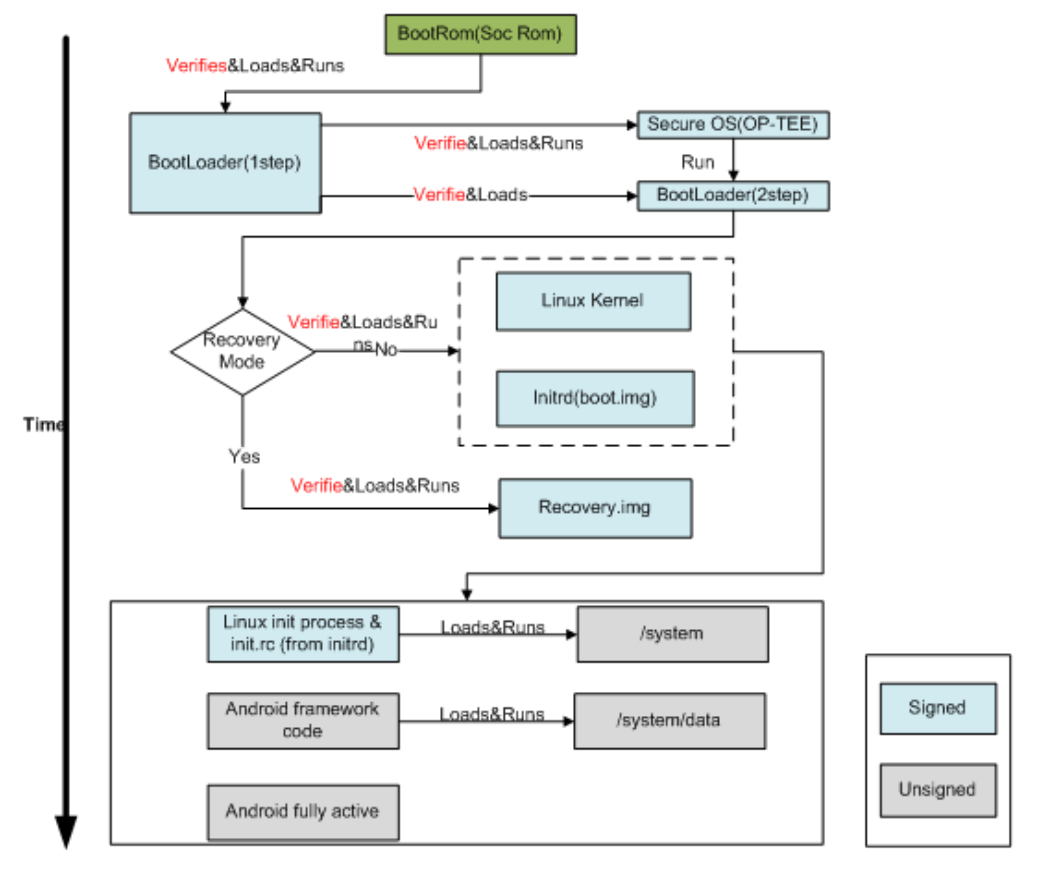 BootRom(Soc Rom)
Verifies&Loads&Runs
BootLoader(1step)
Secure OS(OP-TEE)
Verifie&Loads&Runs
Run
Verifie&Loads
BootLoader(2step)
Linux Kernel
Verifie&Loads&Ru
nsNo
Recovery
Mode
Initrd(boot.img)
Time
Yes
Verifie&Loads&Runs
Recovery.img
Linux init process &
init.rc (from initrd)
Loads&Runs
/system
Android framework
code
Loads&Runs
/system/data
Android fully active
Signed
Unsigned